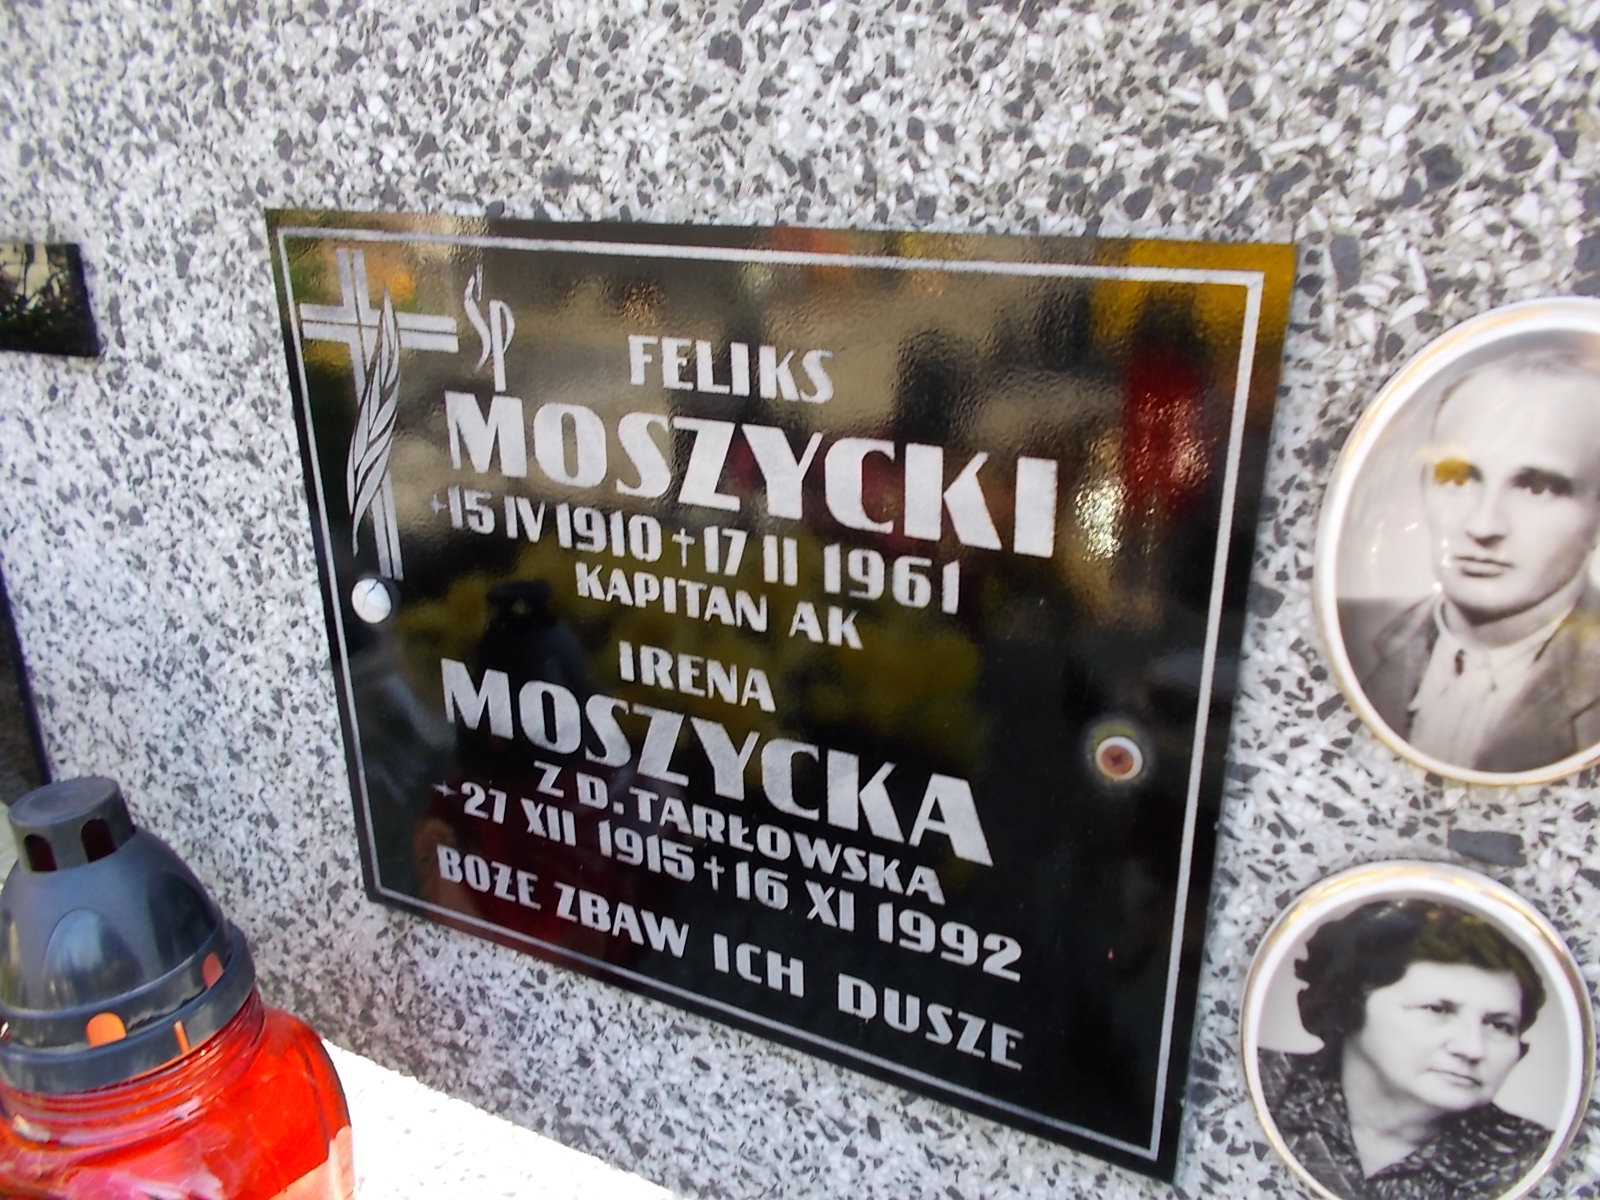 ŚP
FELIKS
MOSZYCKI
*15 IV 1910 † 17 II 1961
KAPITAN AK
IRENA
MOSZYCKA
Z D. TARŁOWSKA
*27 XII 1915 † 16 XI 1992
BOŻE ZBAW ICH DUSZE